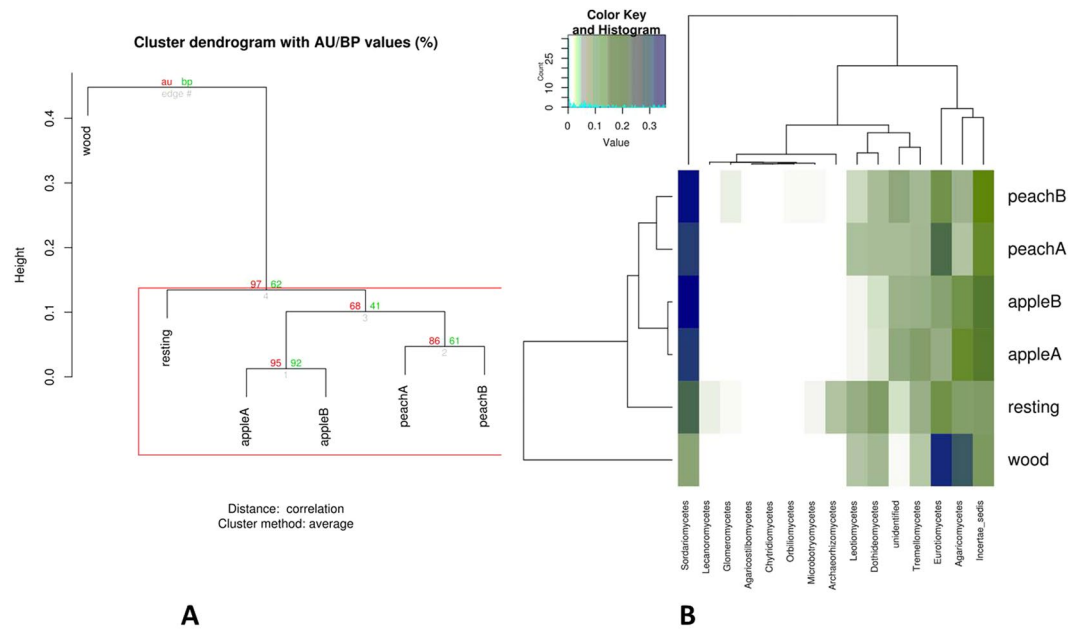 Cluster dendrogram with AU/BP values (%)
au bp
edge #
Height
0.0
0.1
0.2
0.3
0.4
wood
97 62
4
resting
68 41
3
86 61
2
95 92
1
appleA
appleB
peachA
peachB
Distance: correlation
Cluster method: average
A
Color Key
and Histogram
Count
0 10 25
0 0.1 0.2 0.3
Value
peachB
peachA
appleB
appleA
resting
wood
Sordariomycetes
Lecanoromycetes
Glomeromycetes
Agaricostilbomycetes
Chytridiomycetes
Orbiliomycetes
Microbotryomycetes
Archaeorhizomycetes
Leotiomycetes
Dothideomycetes
unidentified
Tremellomycetes
Eurotiomycetes
Agaricomycetes
Incertae_sedis
B